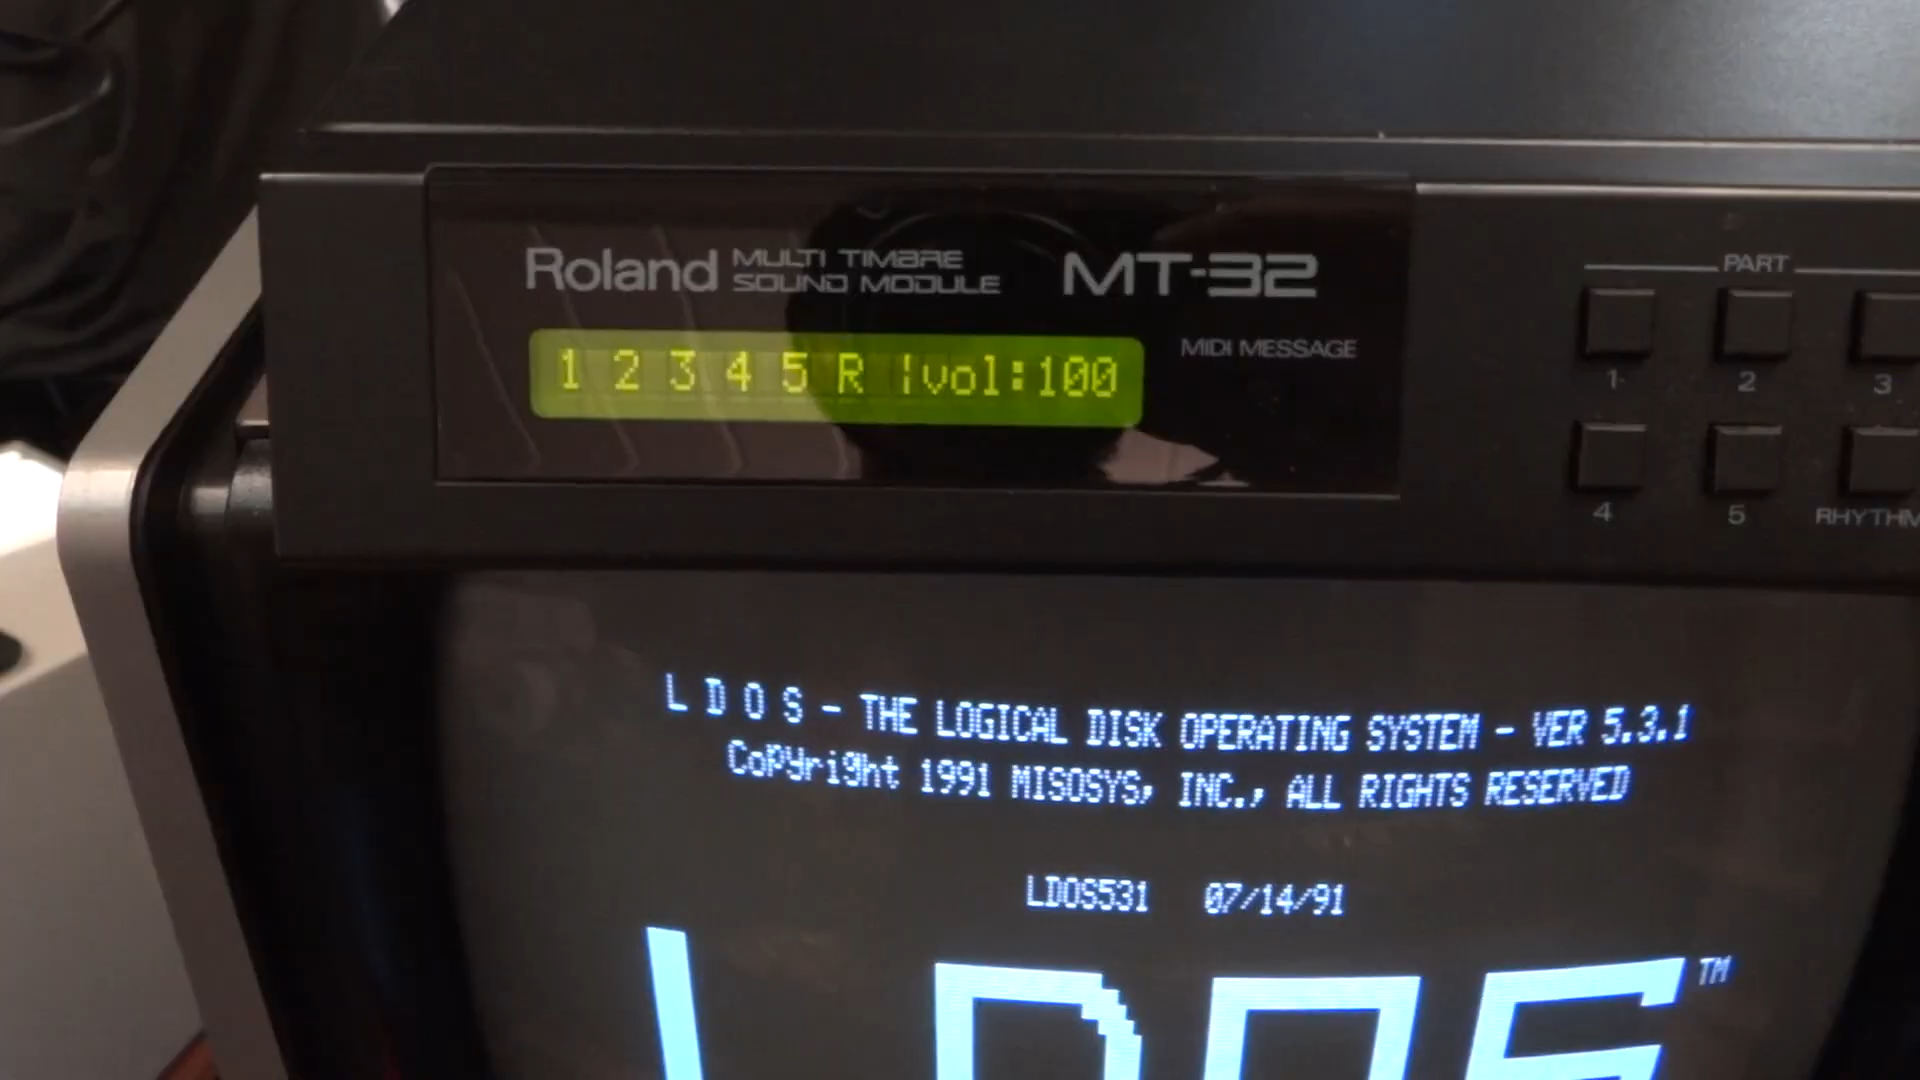 Roland MULTI TIMBRE SOUND MODULE MT-32
1 2 3 4 5 R |vol:100
MIDI MESSAGE
PART
1 2 3
4 5 RHYTHM
L D O S - THE LOGICAL DISK OPERATING SYSTEM - VER 5.3.1
Copyright 1991 MISOSYS, INC., ALL RIGHTS RESERVED
LDOS531 07/14/91
LDOS TM